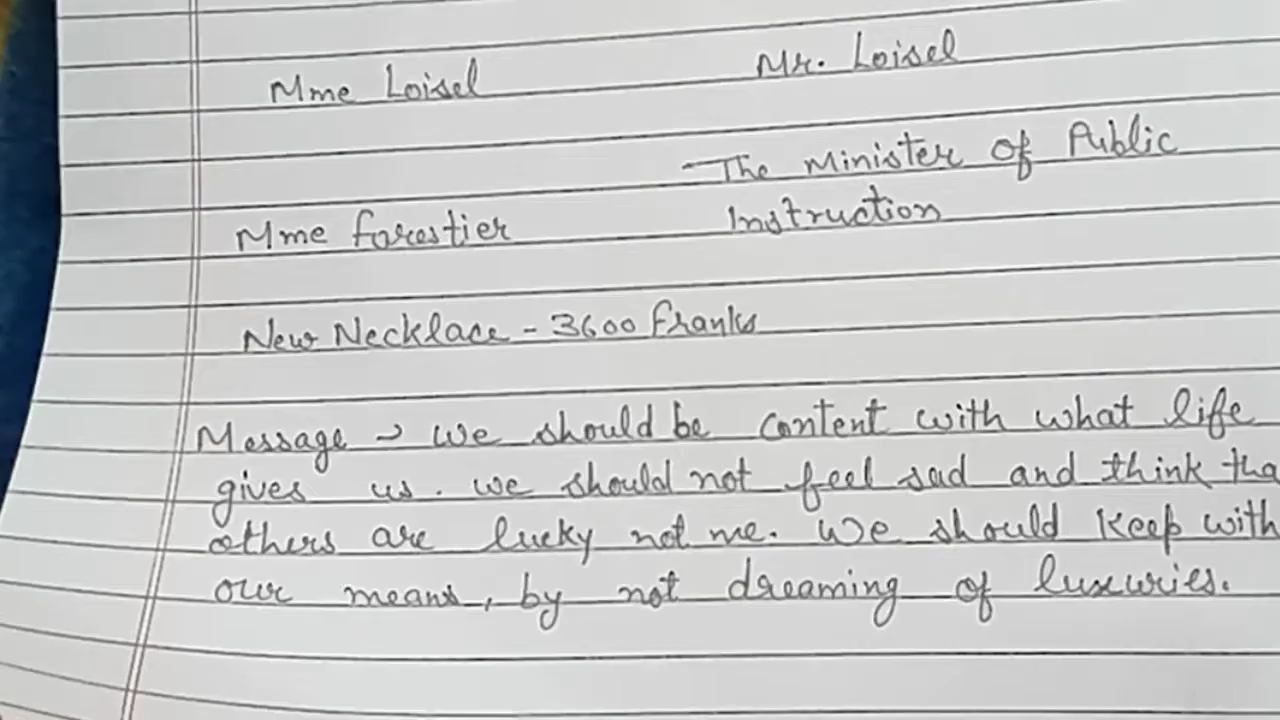 Mme Loisel Mr. Loisel
The Minister of Public
Mme Forestier Instruction
New Necklace - 3600 Franks
Message → We should be content with what life
gives us. We should not feel sad and think tha
others are lucky not me. We should keep with
our means, by not dreaming of luxuries.